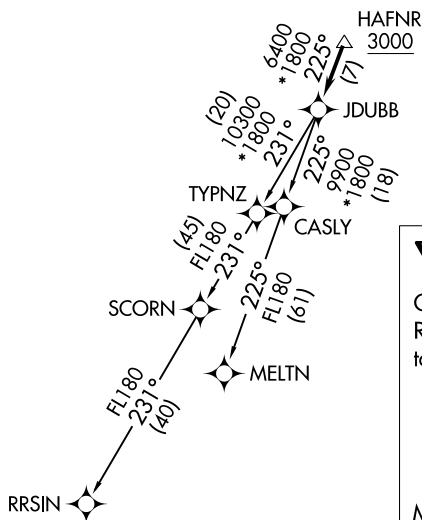 HAFNR
3000
6400
*1800
225°
(7)
JDUBB
(20)
10300
*1800
231°
225°
9900
*1800
(18)
TYPNZ
CASLY
(45)
FL180
231°
225°
FL180
(61)
SCORN
MELTN
FL180
231°
(40)
RRSIN